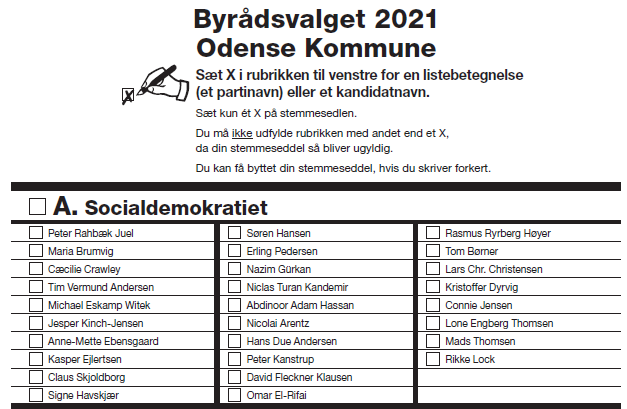 Byrådsvalget 2021
Odense Kommune
Sæt X i rubrikken til venstre for en listebetegnelse
(et partinavn) eller et kandidatnavn.
Sæt kun ét X på stemmesedlen.
Du må ikke udfylde rubrikken med andet end et X,
da din stemmeseddel så bliver ugyldig.
Du kan få byttet din stemmeseddel, hvis du skriver forkert.
A. Socialdemokratiet
Peter Rahbæk Juel
Maria Brumvig
Cæcilie Crawley
Tim Vermund Andersen
Michael Eskamp Witek
Jesper Kinch-Jensen
Anne-Mette Ebensgaard
Kasper Ejlertsen
Claus Skjoldborg
Signe Havskjær
Søren Hansen
Erling Pedersen
Nazim Gürkan
Niclas Turan Kandemir
Abdinoor Adam Hassan
Nicolai Arentz
Hans Due Andersen
Peter Kanstrup
David Fleckner Klausen
Omar El-Rifai
Rasmus Ryrberg Høyer
Tom Børner
Lars Chr. Christensen
Kristoffer Dyrvig
Connie Jensen
Lone Engberg Thomsen
Mads Thomsen
Rikke Lock